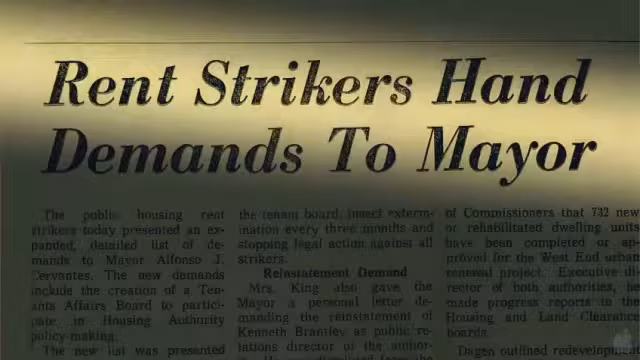 Rent Strikers Hand
Demands To Mayor
The public housing rent
strikers today presented an ex-
panded, detailed list of de-
mands to Mayor Alfonso J.
Cervantes. The new demands
include the creation of a Ten-
ants Affairs Board to partici-
pate in Housing Authority
policy-making.
The new list was presented
the tenant board, insect exterm-
ination every three months and
stopping legal action against all
strikers.
Reinstatement Demand
Mrs. King also gave the
Mayor a personal letter de-
manding the reinstatement of
Kenneth Brantley as public re-
lations director of the author-
of Commissioners that 732 new
or rehabilitated dwelling units
have been completed or ap-
proved for the West End urban
renewal project. Executive di-
rector of both authorities, he
made progress reports to the
Housing and Land Clearance
boards.
Dagen outlined redevelopment